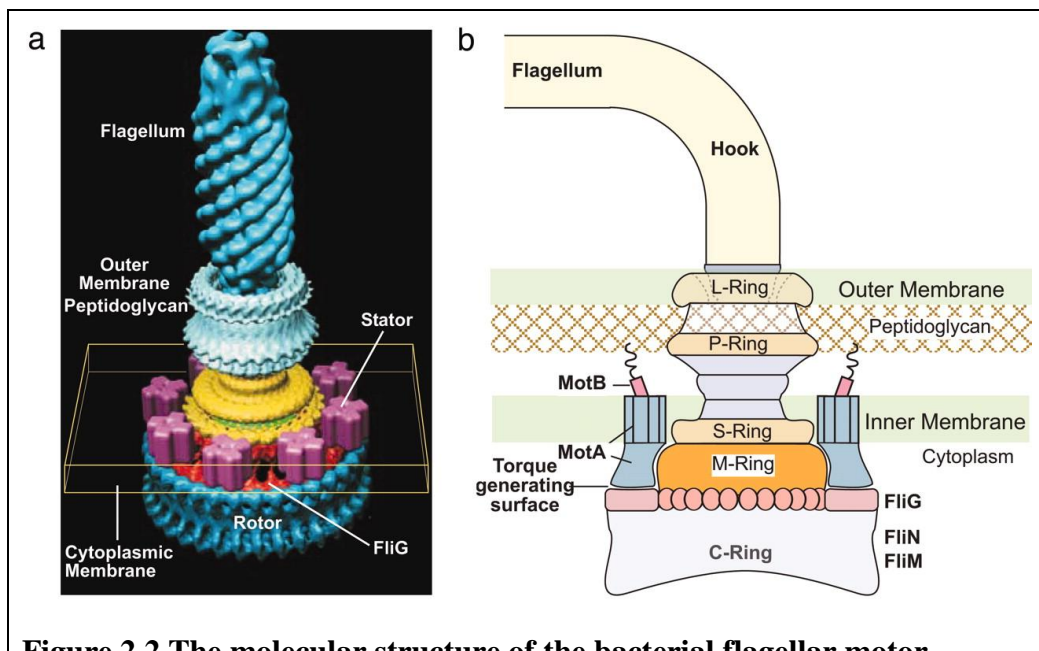 a
Flagellum
Outer
Membrane
Peptidoglycan
Stator
Rotor
FliG
Cytoplasmic
Membrane
b
Flagellum
Hook
L-Ring
Outer Membrane
Peptidoglycan
P-Ring
MotB
Inner Membrane
S-Ring
MotA
Cytoplasm
M-Ring
Torque
generating
surface
FliG
FliN
C-Ring
FliM
Figure 2.2 The molecular structure of the bacterial flagellar motor